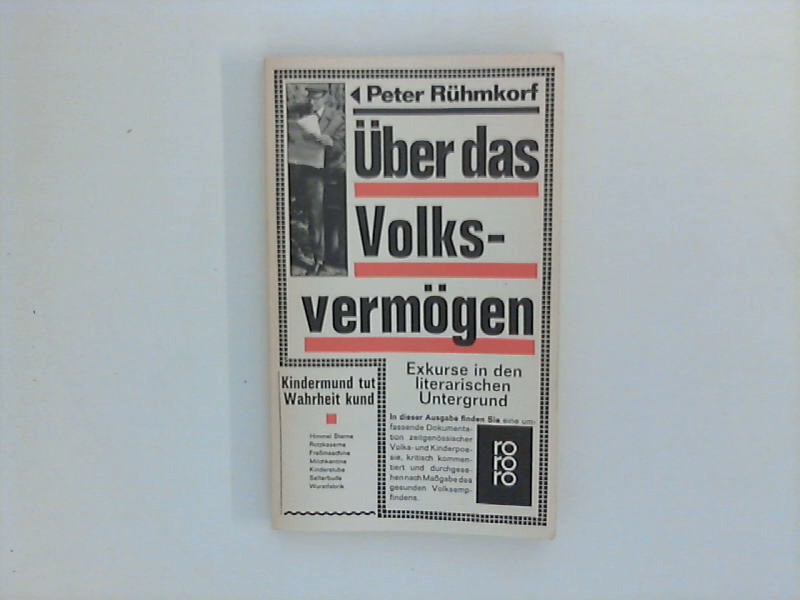 Peter Rühmkorf
Über das
Volks-
vermögen
Exkurse in den
literarischen
Untergrund
Kindermund tut
Wahrheit kund
Himmel Sterne
Rotzkaserne
Fraßmaschine
Milchkantine
Kinderstube
Selterbude
Wurstfabrik
In dieser Ausgabe finden Sie eine um-
fassende Dokumenta-
tion zeitgenössischer
Volks- und Kinderpoe-
sie, kritisch kommen-
tiert und durchgese-
hen nach Maßgabe des
gesunden Volksemp-
findens.
ro
ro
ro